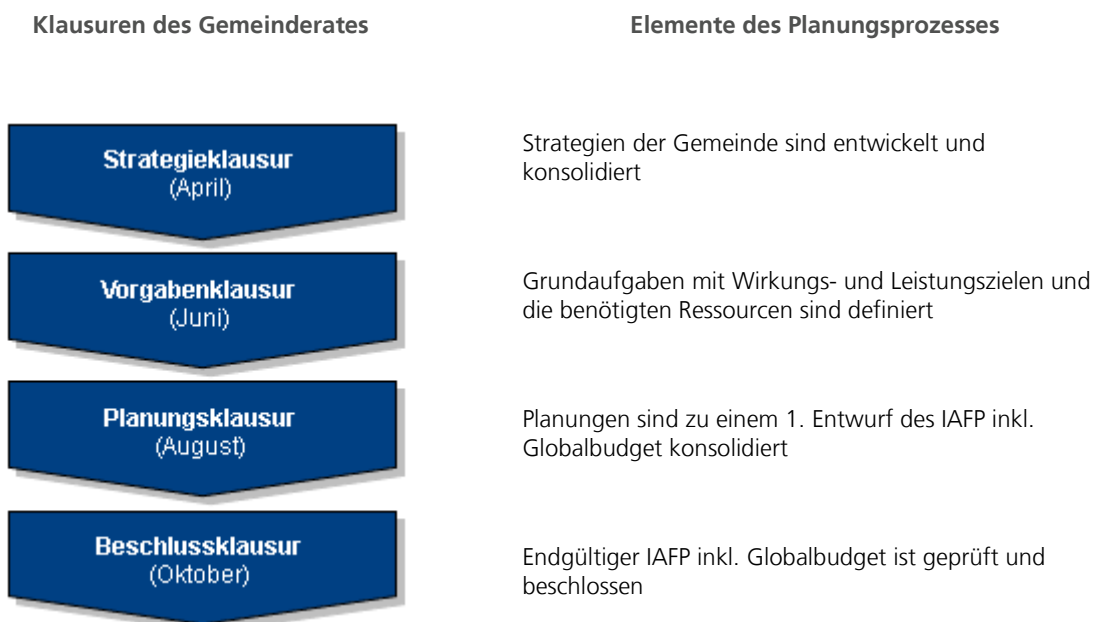 Klausuren des Gemeinderates
Elemente des Planungsprozesses
Strategieklausur
(April)
Strategien der Gemeinde sind entwickelt und
konsolidiert
Vorgabenklausur
(Juni)
Grundaufgaben mit Wirkungs- und Leistungszielen und
die benötigten Ressourcen sind definiert
Planungsklausur
(August)
Planungen sind zu einem 1. Entwurf des IAFP inkl.
Globalbudget konsolidiert
Beschlussklausur
(Oktober)
Endgültiger IAFP inkl. Globalbudget ist geprüft und
beschlossen